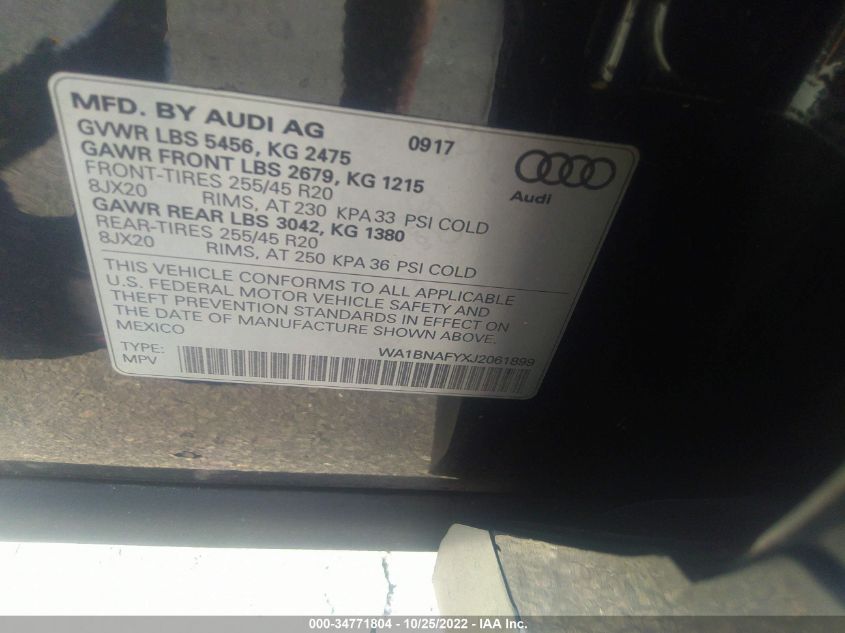 MFD. BY AUDI AG 0917
GVWR LBS 5456, KG 2475
GAWR FRONT LBS 2679, KG 1215
FRONT-TIRES 255/45 R20
8JX20 RIMS, AT 230 KPA 33 PSI COLD
GAWR REAR LBS 3042, KG 1380
REAR-TIRES 255/45 R20
8JX20 RIMS, AT 250 KPA 36 PSI COLD
Audi
THIS VEHICLE CONFORMS TO ALL APPLICABLE
U.S. FEDERAL MOTOR VEHICLE SAFETY AND
THEFT PREVENTION STANDARDS IN EFFECT ON
THE DATE OF MANUFACTURE SHOWN ABOVE.
MEXICO
TYPE: WA1BNAFYXJ2061899
MPV
000-34771804 - 10/25/2022 - IAA Inc.